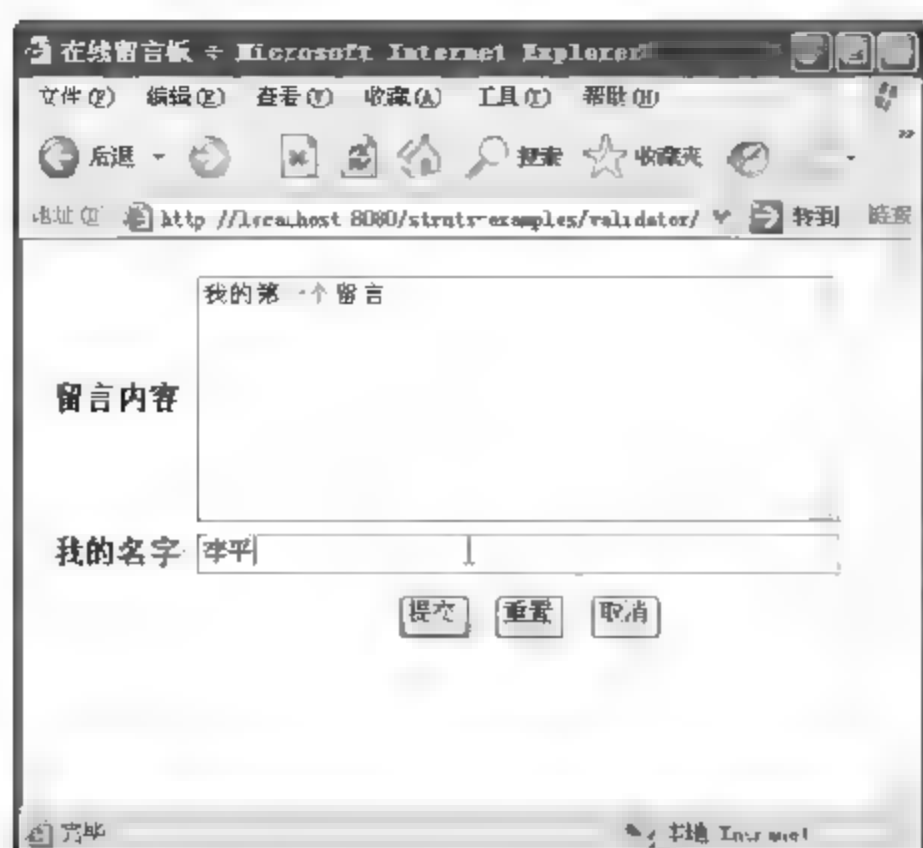 在线留言板 - Microsoft Internet Explorer
文件(F) 编辑(E) 查看(V) 收藏(A) 工具(T) 帮助(H)
后退 搜索 收藏夹
地址(D) http //localhost 8080/struts-examples/validator/ 转到 链接
我的第一个留言
留言内容
我的名字 李平
提交 重置 取消
完毕 本地 Intranet